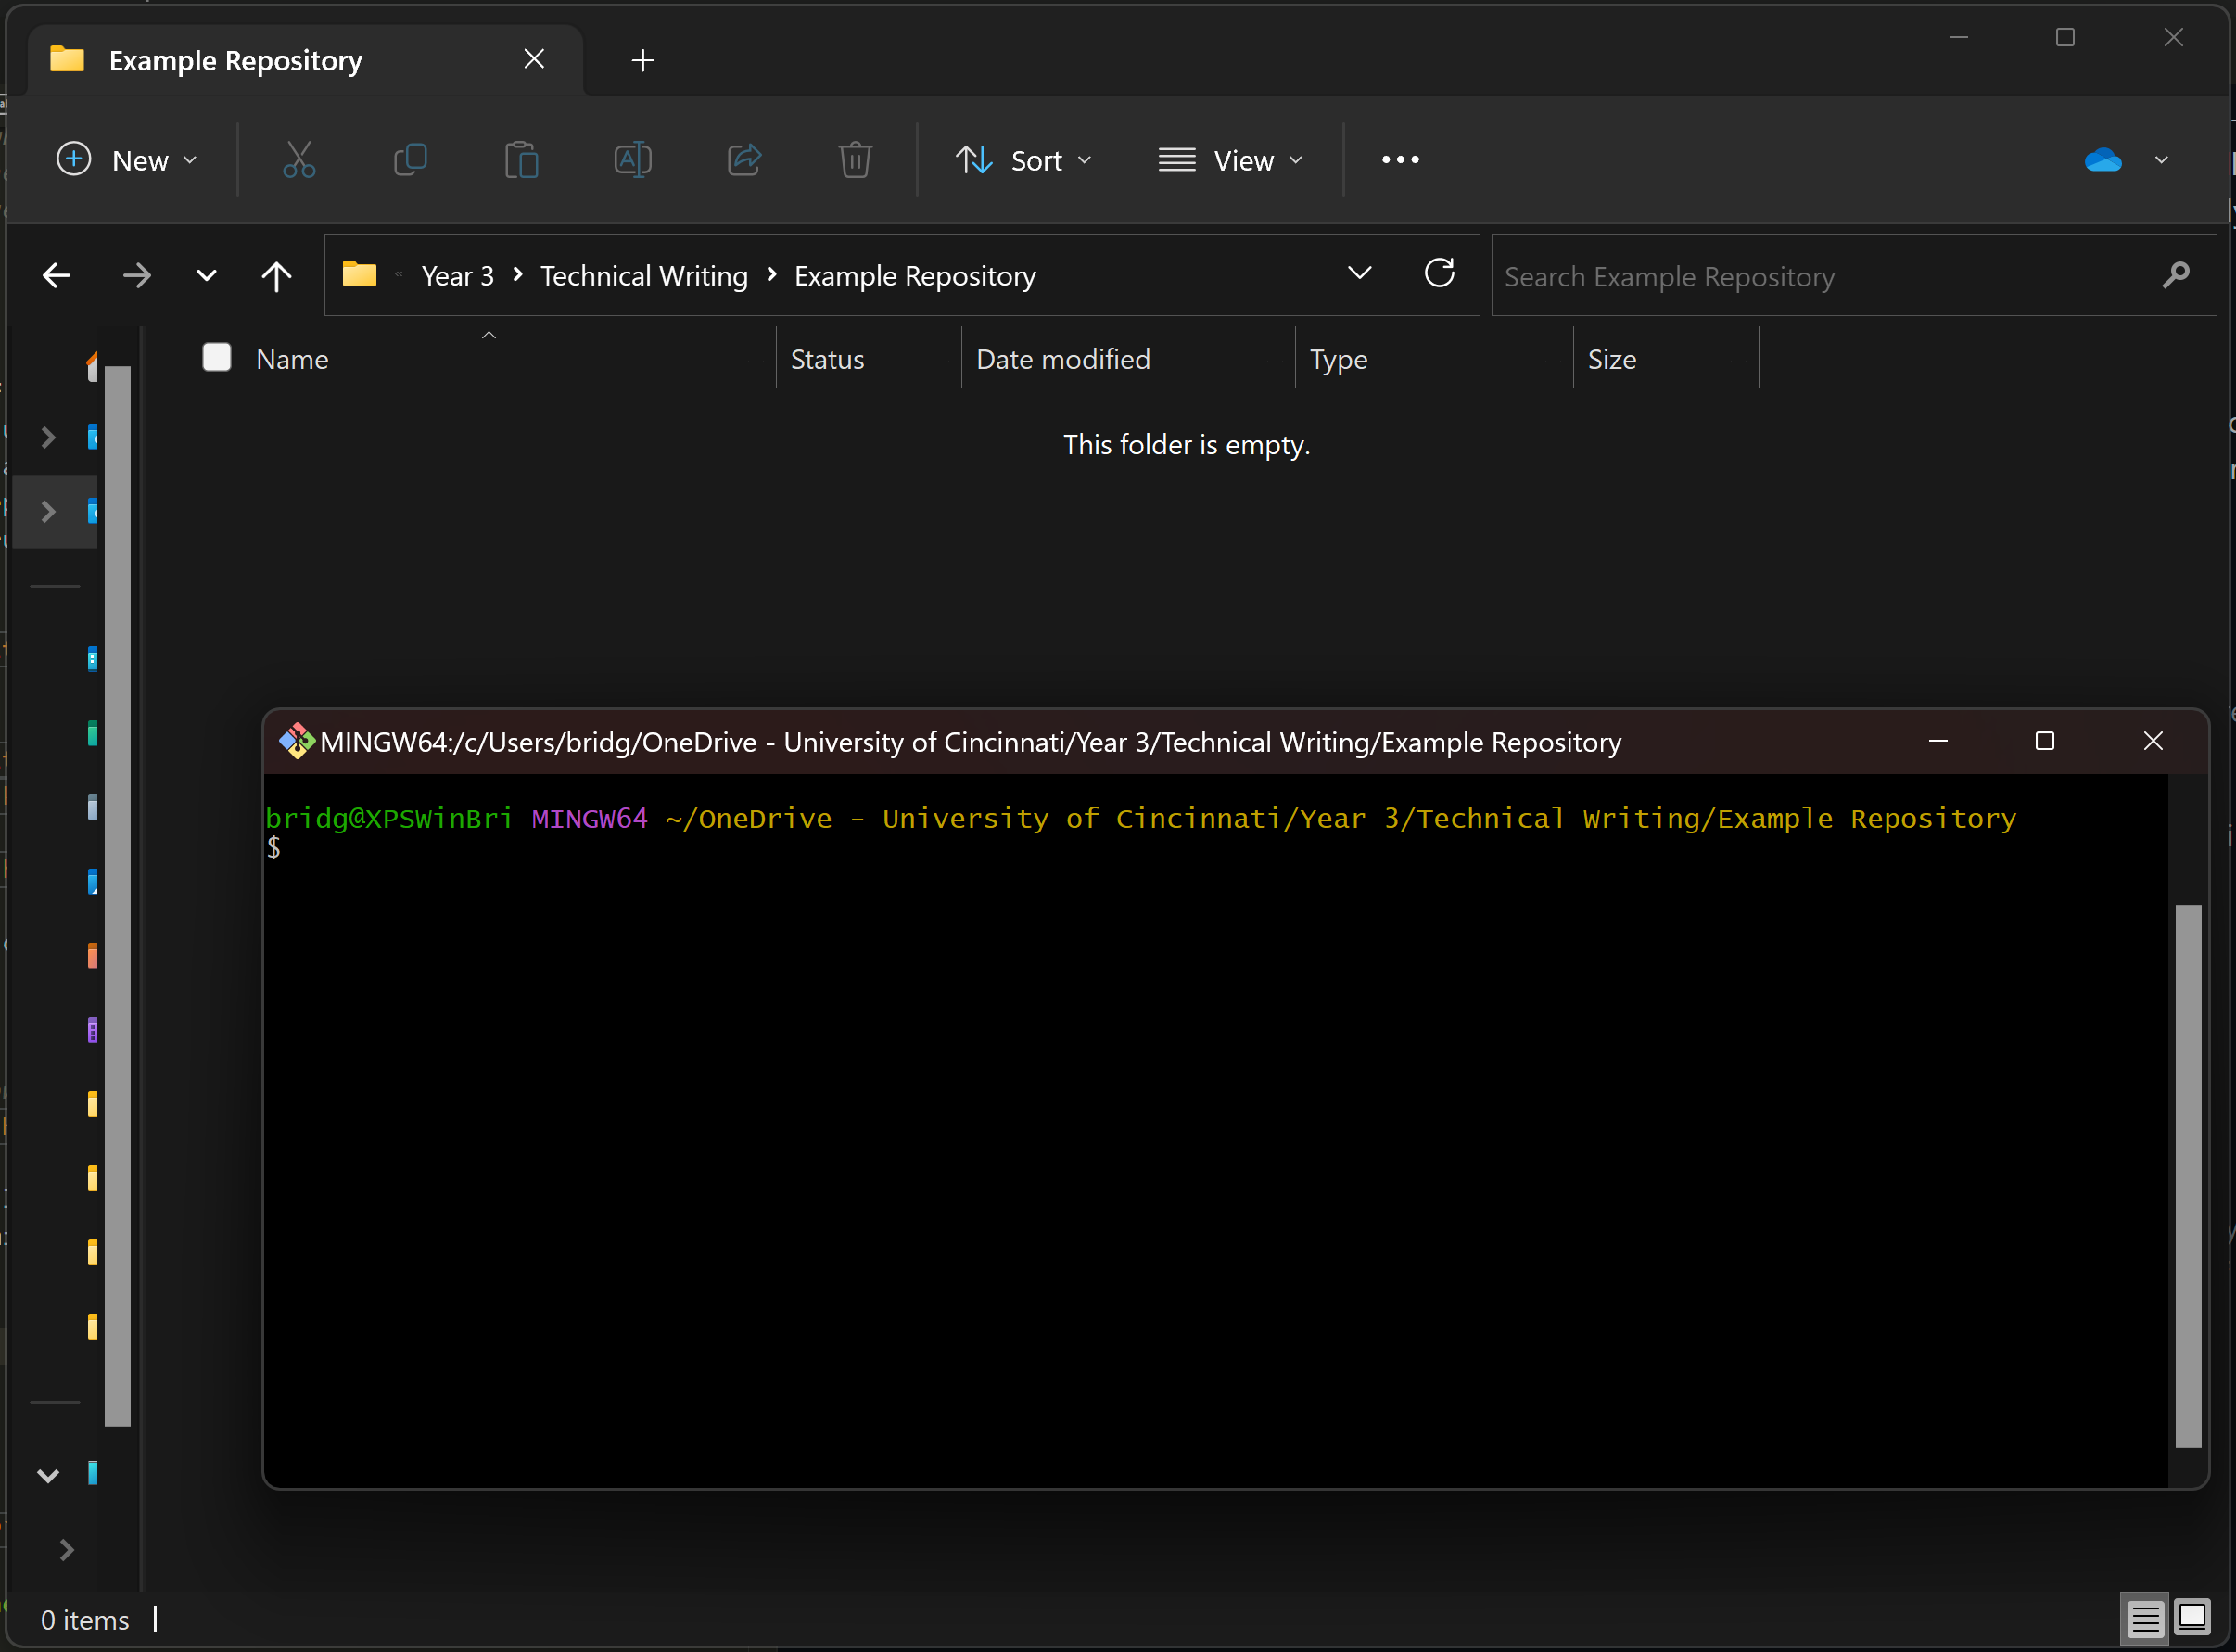 Example Repository
New
Sort
View
Year 3 > Technical Writing > Example Repository
Search Example Repository
Name
Status
Date modified
Type
Size
This folder is empty.
MINGW64:/c/Users/bridg/OneDrive - University of Cincinnati/Year 3/Technical Writing/Example Repository
bridg@XPSWinBri MINGW64 ~/OneDrive - University of Cincinnati/Year 3/Technical Writing/Example Repository
$
0 items